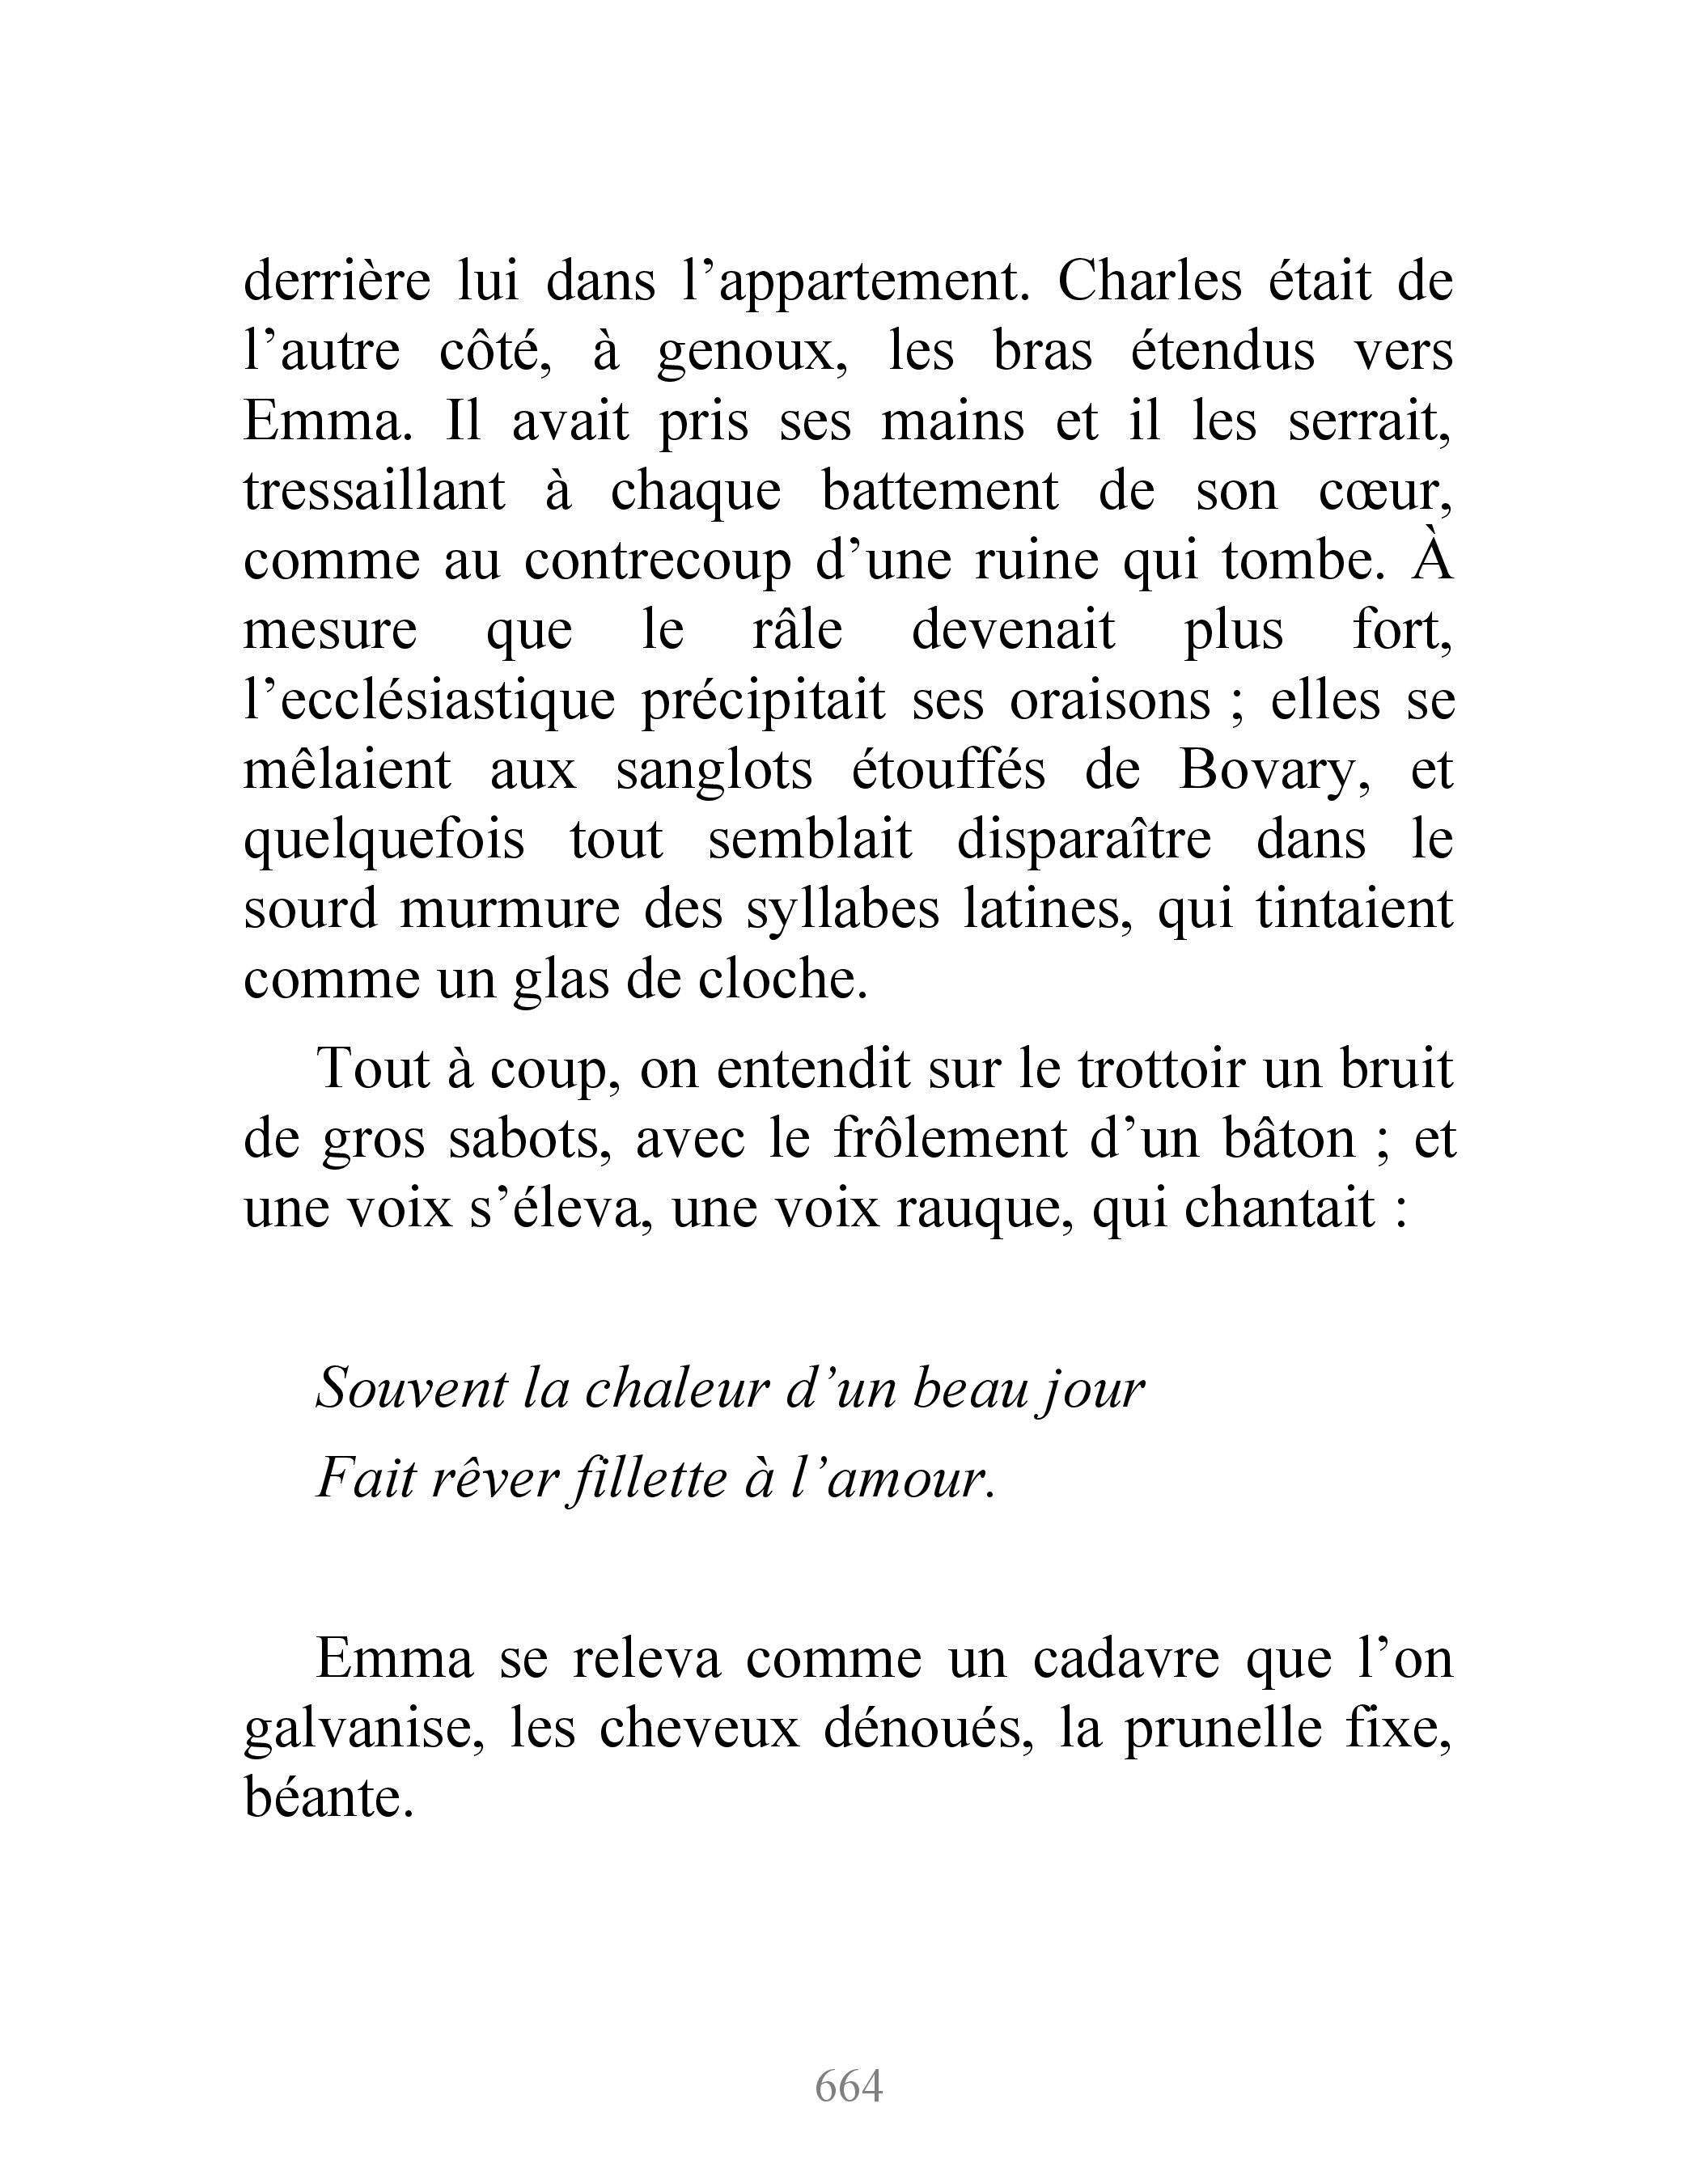 derrière lui dans l’appartement. Charles était de
l’autre côté, à genoux, les bras étendus vers
Emma. Il avait pris ses mains et il les serrait,
tressaillant à chaque battement de son cœur,
comme au contrecoup d’une ruine qui tombe. À
mesure que le râle devenait plus fort,
l’ecclésiastique précipitait ses oraisons ; elles se
mêlaient aux sanglots étouffés de Bovary, et
quelquefois tout semblait disparaître dans le
sourd murmure des syllabes latines, qui tintaient
comme un glas de cloche.
Tout à coup, on entendit sur le trottoir un bruit
de gros sabots, avec le frôlement d’un bâton ; et
une voix s’éleva, une voix rauque, qui chantait :
Souvent la chaleur d’un beau jour
Fait rêver fillette à l’amour.
Emma se releva comme un cadavre que l’on
galvanise, les cheveux dénoués, la prunelle fixe,
béante.
664